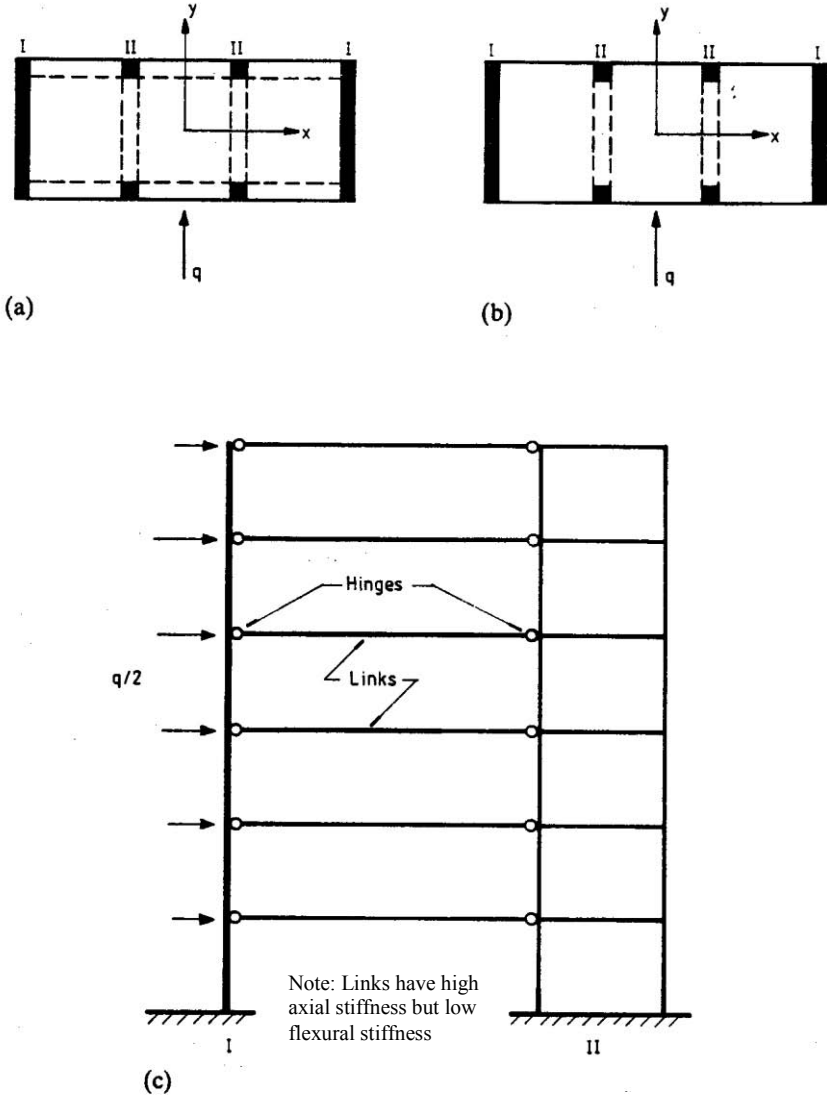 y
y
I II II I
I II II I
x
x
q
q
(a)
(b)
Hinges
q/2
Links
Note: Links have high
axial stiffness but low
flexural stiffness
I
II
(c)